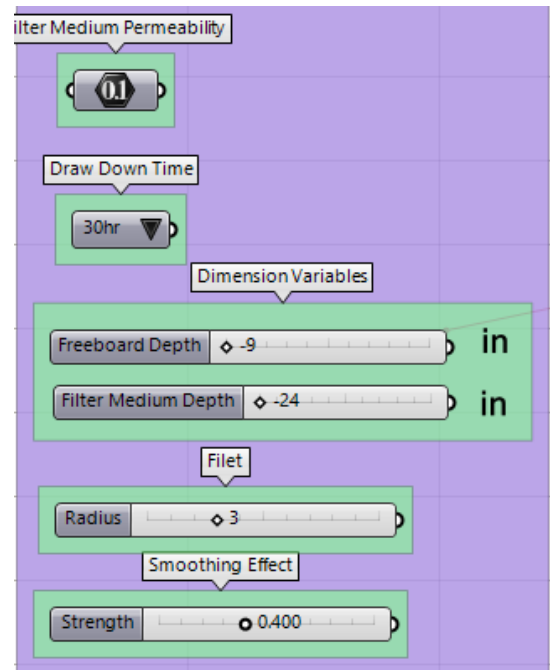 ilter Medium Permeability
0.1
Draw Down Time
30hr
Dimension Variables
Freeboard Depth -9 in
Filter Medium Depth -24 in
Filet
Radius 3
Smoothing Effect
Strength 0.400